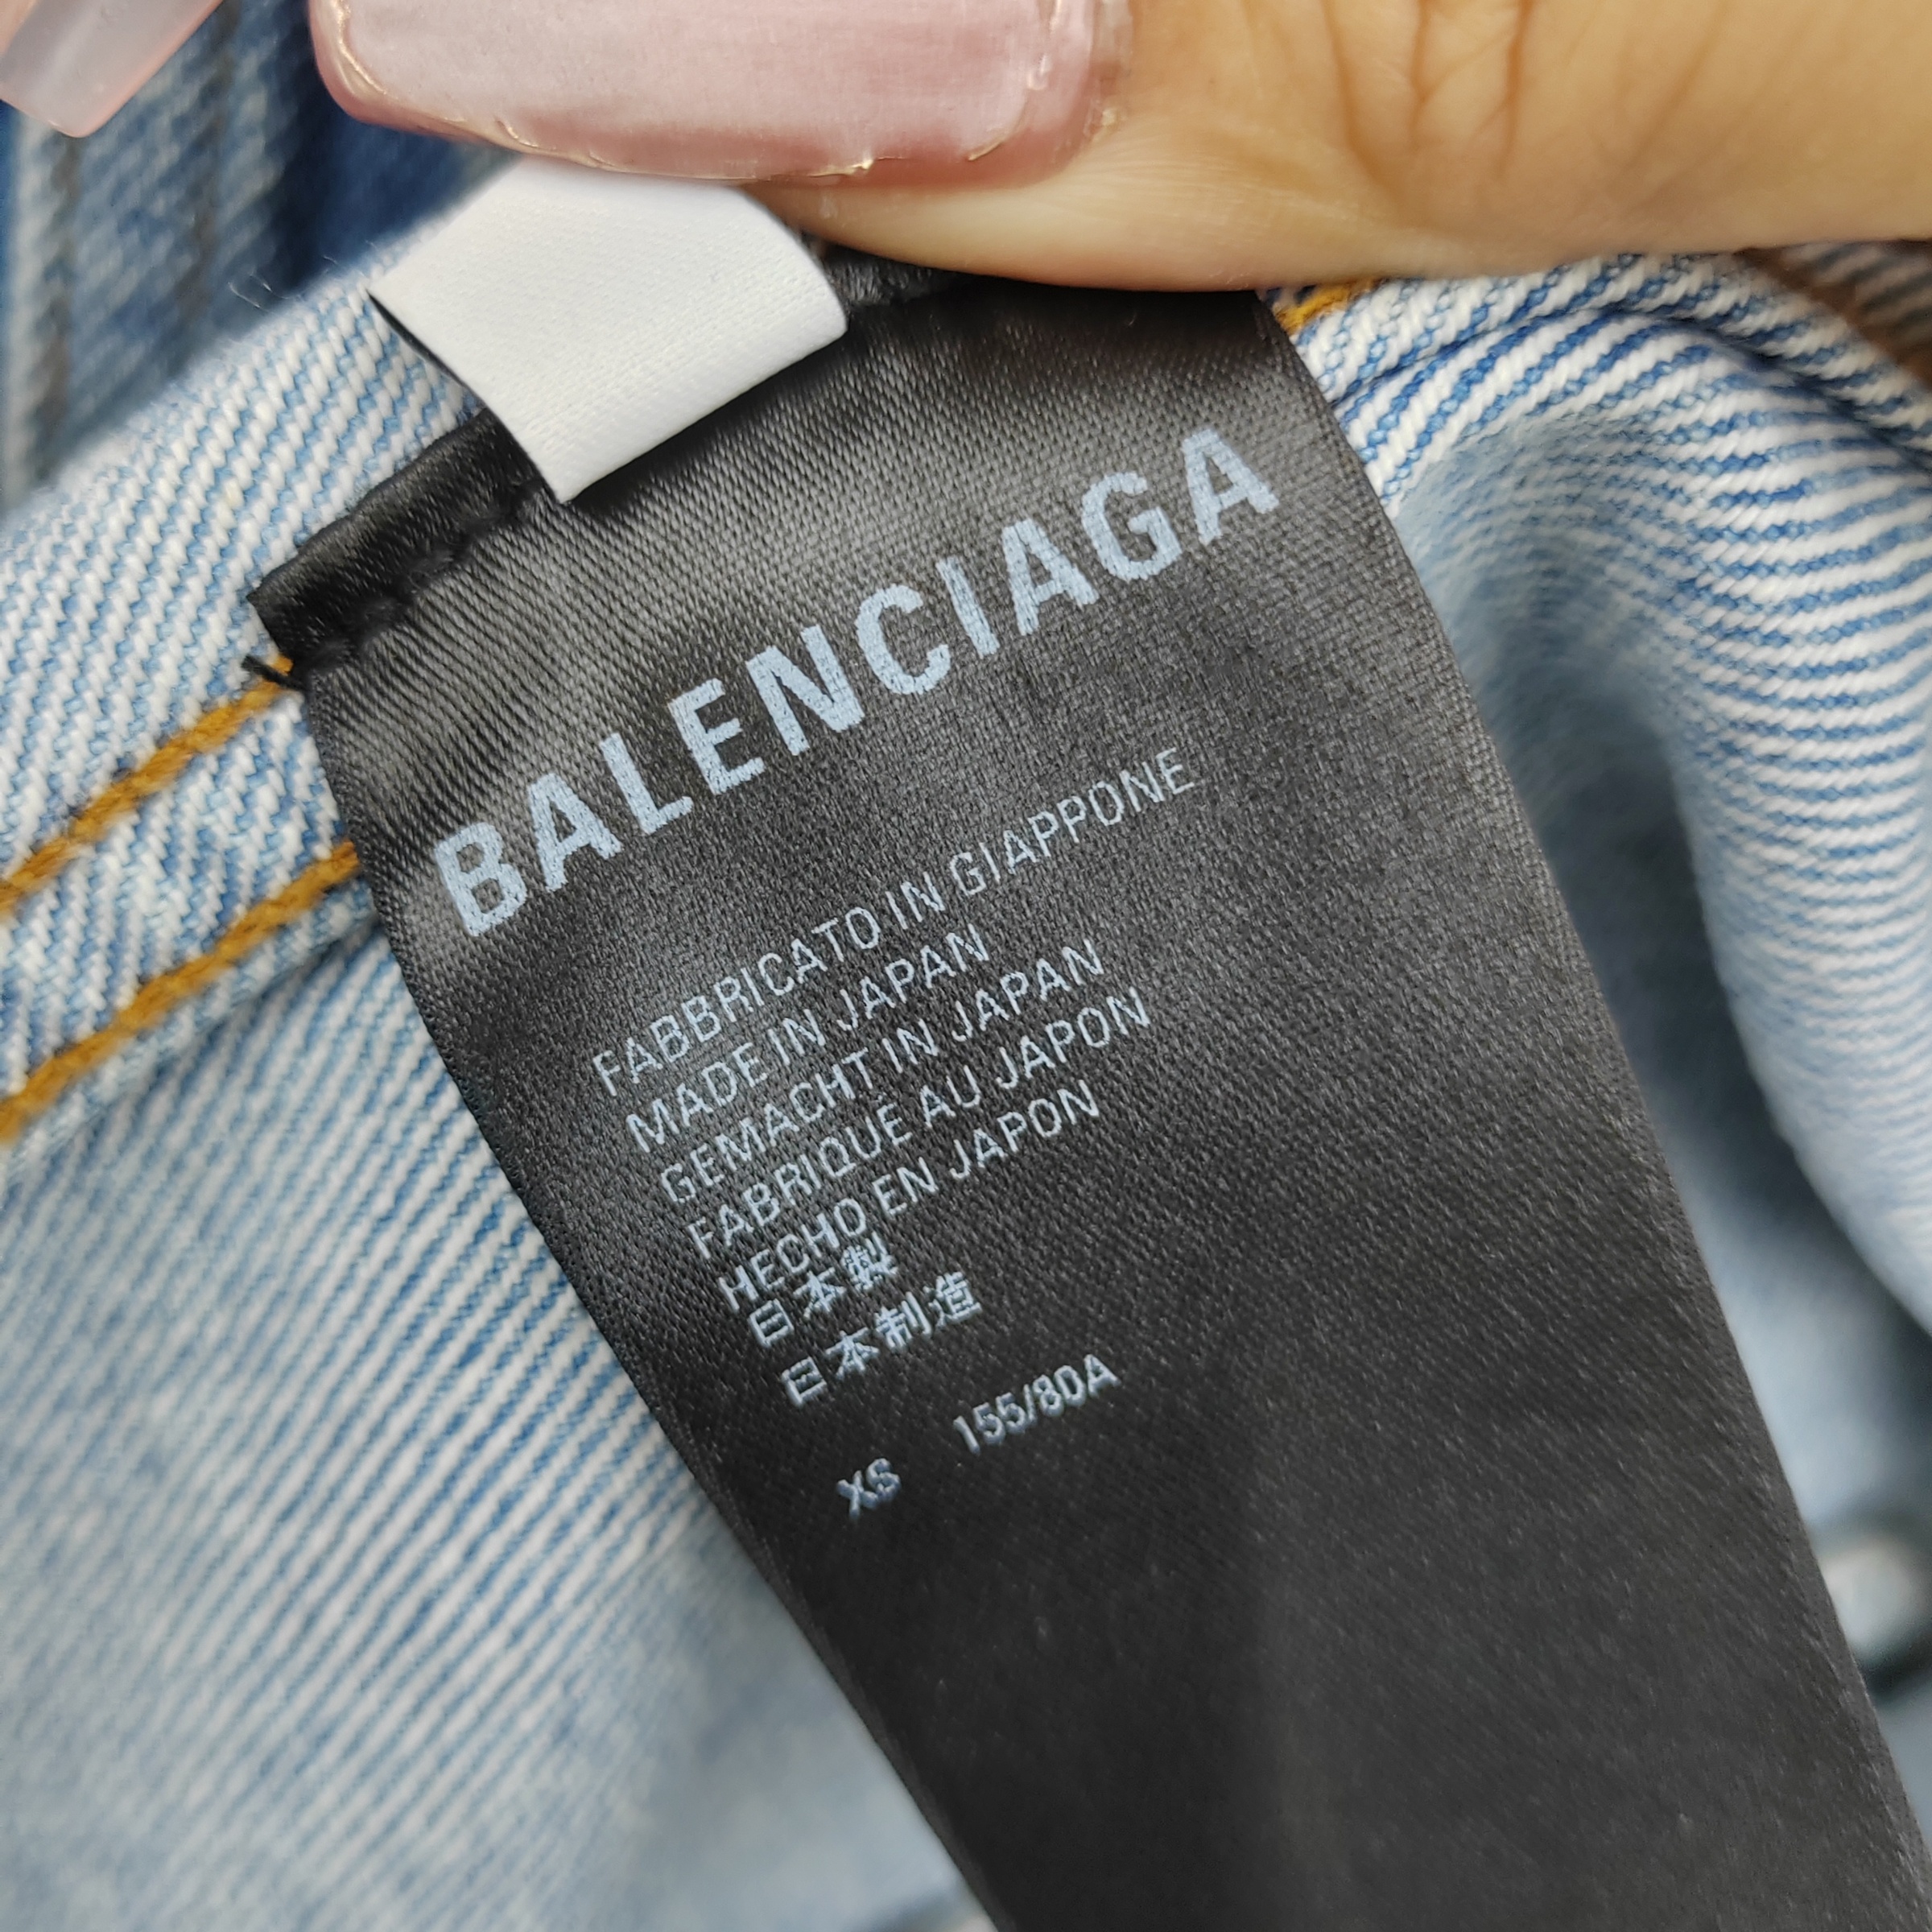 BALENCIAGA
FABBRICATO IN GIAPPONE
MADE IN JAPAN
GEMACHT IN JAPAN
FABRIQUÉ AU JAPON
HECHO EN JAPON
日本製
日本制造
XS 155/80A